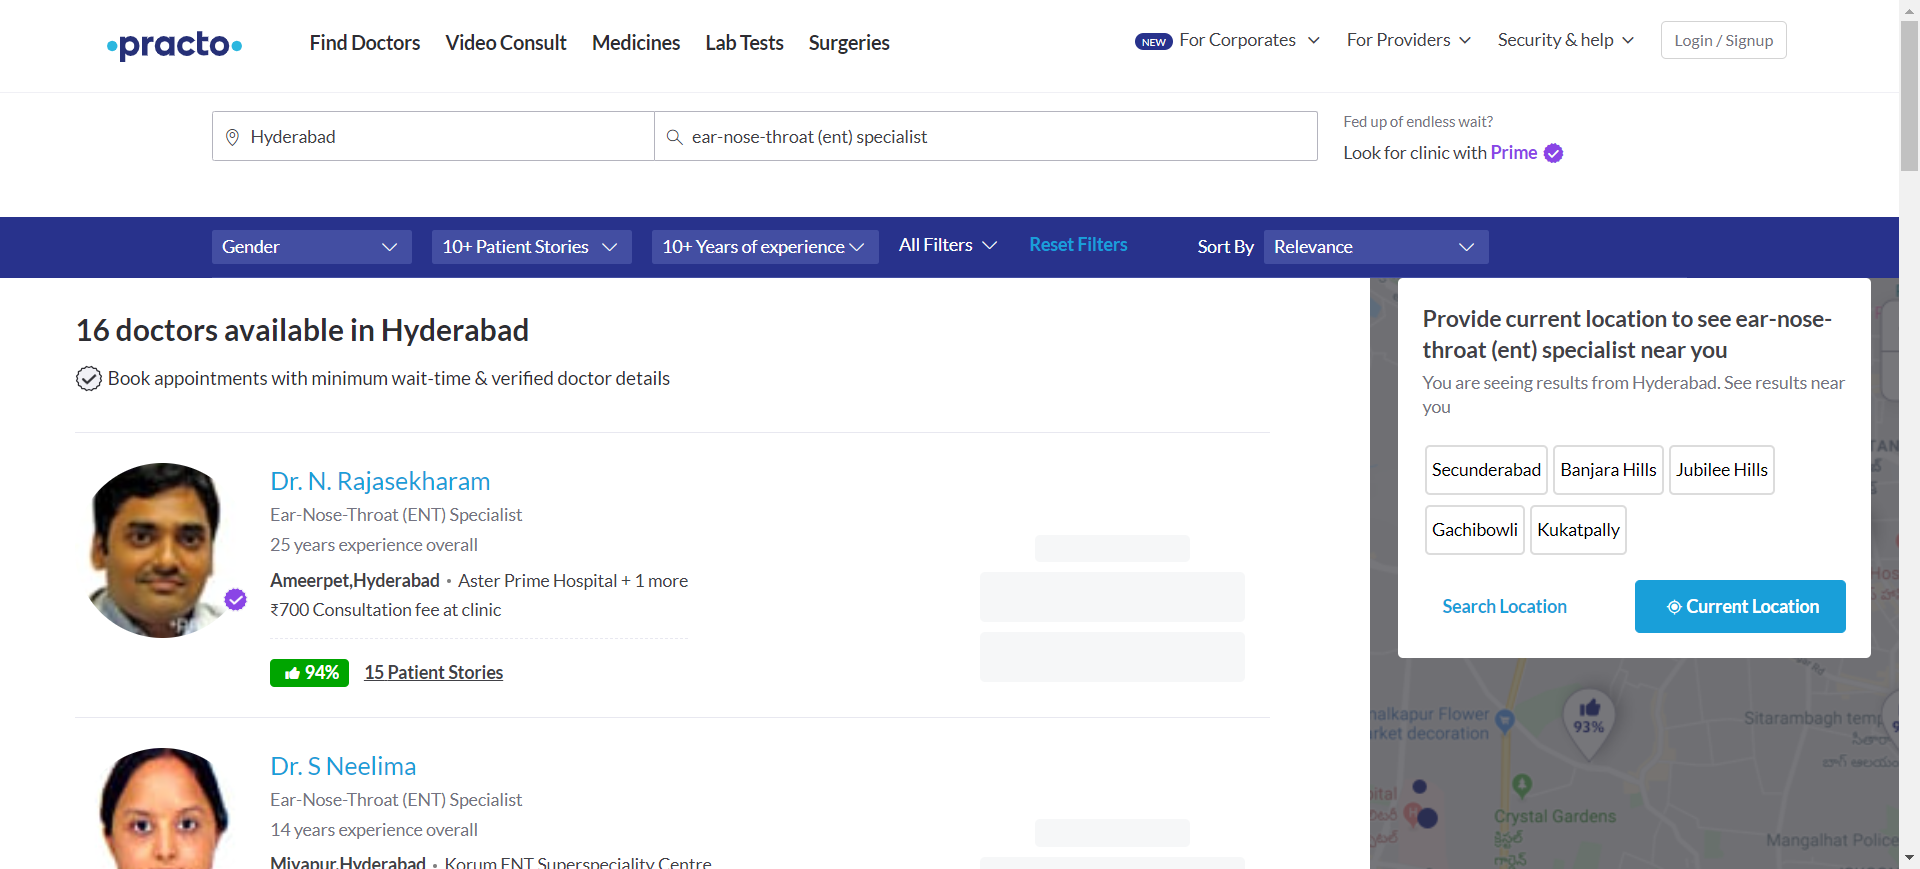 practo
Find Doctors
Video Consult
Medicines
Lab Tests
Surgeries
NEW
For Corporates
For Providers
Security & help
Login / Signup
Hyderabad
ear-nose-throat (ent) specialist
Fed up of endless wait?
Look for clinic with Prime
Gender
10+ Patient Stories
10+ Years of experience
All Filters
Reset Filters
Sort By
Relevance
16 doctors available in Hyderabad
Book appointments with minimum wait-time & verified doctor details
Dr. N. Rajasekharam
Ear-Nose-Throat (ENT) Specialist
25 years experience overall
Ameerpet,Hyderabad • Aster Prime Hospital + 1 more
₹700 Consultation fee at clinic
94%
15 Patient Stories
Dr. S Neelima
Ear-Nose-Throat (ENT) Specialist
14 years experience overall
Miyapur,Hyderabad • Korum ENT Superspeciality Centre
Provide current location to see ear-nose-
throat (ent) specialist near you
You are seeing results from Hyderabad. See results near
you
Secunderabad
Banjara Hills
Jubilee Hills
Gachibowli
Kukatpally
Search Location
Current Location
Flower
decoration
93%
Sitarambagh
Crystal Gardens
క్రిస్టల్
గార్డెన్
Mangalhat Police